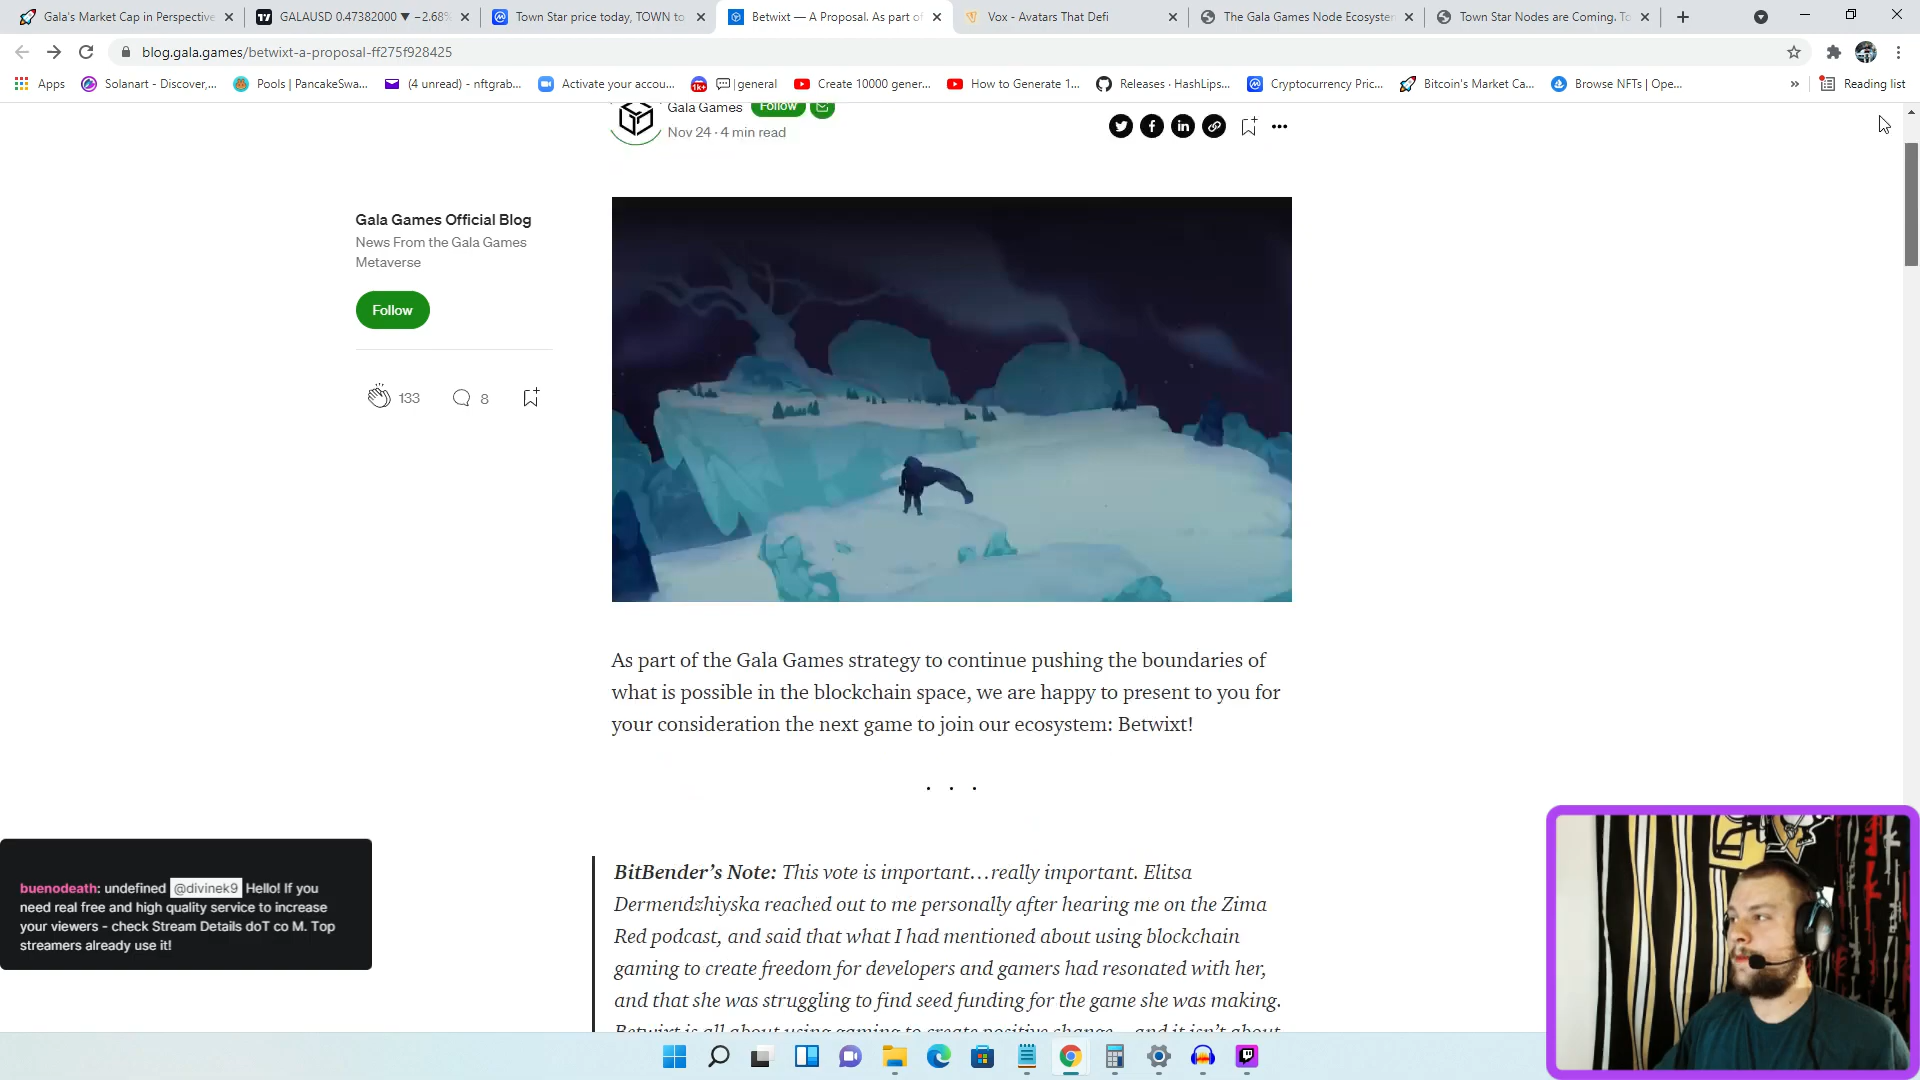 Gala's Market Cap in Perspective
GALAUSD 0.47382000 ▼ −2.68%
Town Star price today, TOWN to
Betwixt — A Proposal. As part of
Vox - Avatars That Defi
The Gala Games Node Ecosystem
Town Star Nodes are Coming. To
blog.gala.games/betwixt-a-proposal-ff275f928425
Apps
Solanart - Discover,...
Pools | PancakeSwa...
(4 unread) - nftgrab...
Activate your accou...
1K+
| general
Create 10000 gener...
How to Generate 1...
Releases · HashLips...
Cryptocurrency Pric...
Bitcoin's Market Ca...
Browse NFTs | Ope...
»
Reading list
Gala Games
Follow
Nov 24 · 4 min read
Gala Games Official Blog
News From the Gala Games
Metaverse
Follow
133
8
As part of the Gala Games strategy to continue pushing the boundaries of
what is possible in the blockchain space, we are happy to present to you for
your consideration the next game to join our ecosystem: Betwixt!
. . .
BitBender's Note: This vote is important…really important. Elitsa
Dermendzhiyska reached out to me personally after hearing me on the Zima
Red podcast, and said that what I had mentioned about using blockchain
gaming to create freedom for developers and gamers had resonated with her,
and that she was struggling to find seed funding for the game she was making.
Betwixt is all about using gaming to create positive change… and it isn't about
buenodeath: undefined @divinek9 Hello! If you
need real free and high quality service to increase
your viewers - check Stream Details doT co M. Top
streamers already use it!